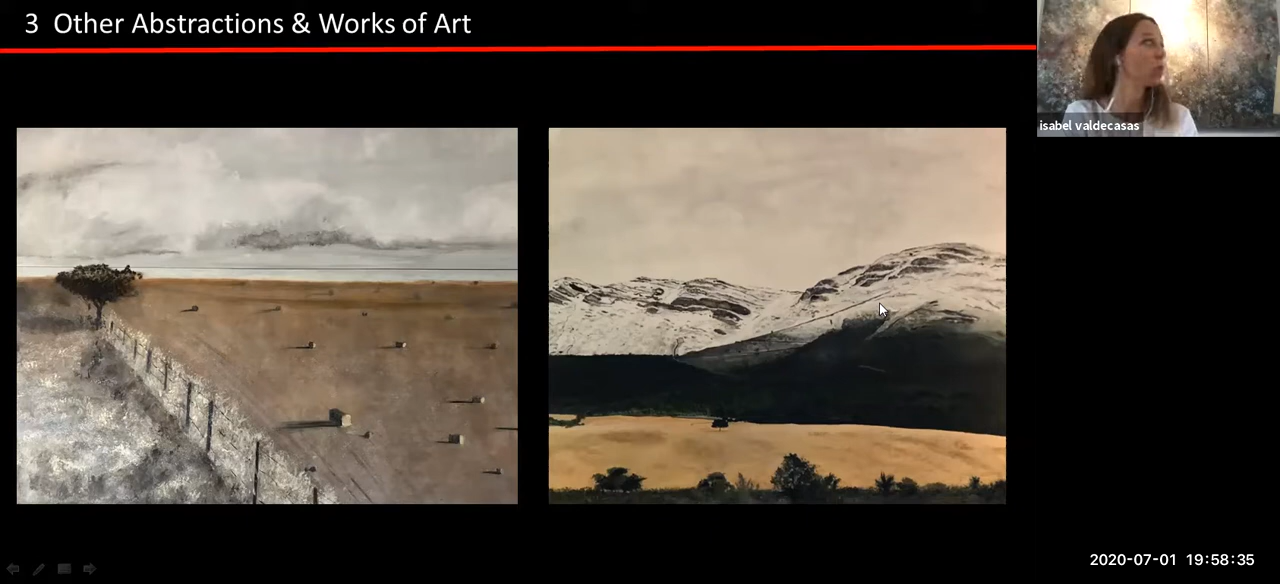 3 Other Abstractions & Works of Art
isabel valdecasas
2020-07-01 19:58:35